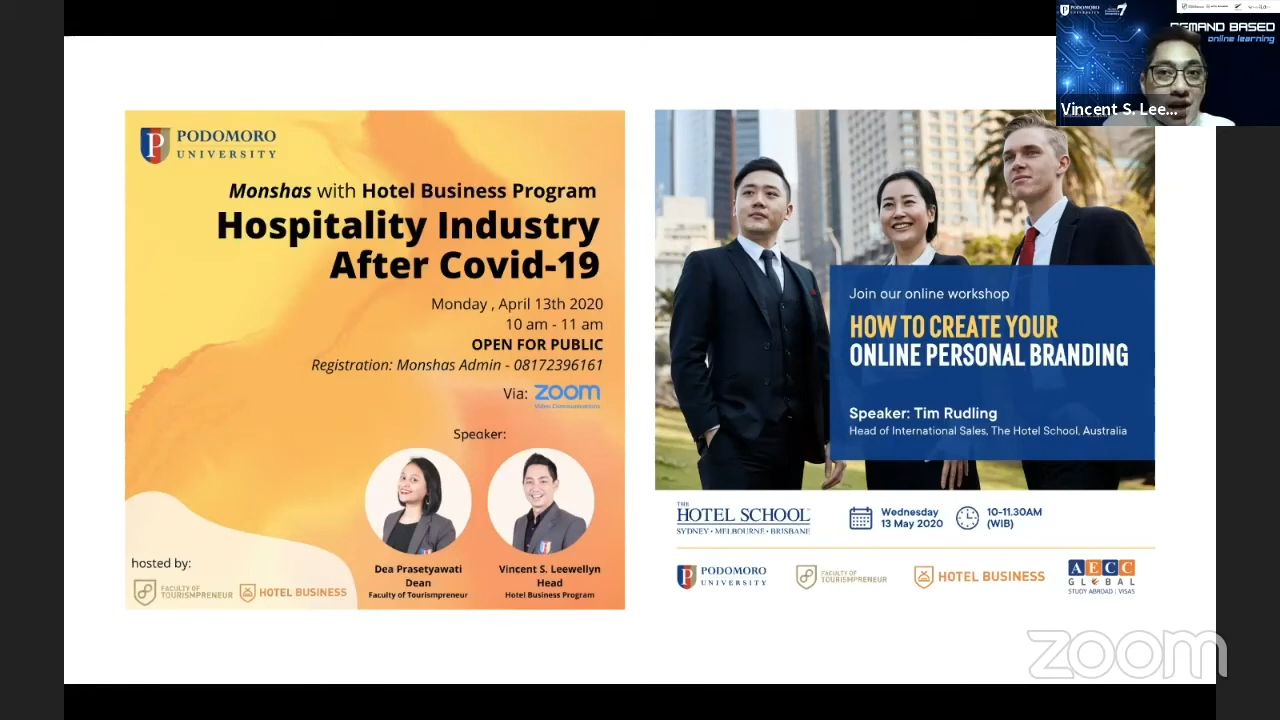 PODOMORO
UNIVERSITY
Monshas with Hotel Business Program
Hospitality Industry
After Covid-19
Monday , April 13th 2020
10 am - 11 am
OPEN FOR PUBLIC
Registration: Monshas Admin - 08172396161
Via: zoom
Video Communications
Speaker:
Dea Prasetyawati
Dean
Faculty of Tourismpreneur
Vincent S. Leewellyn
Head
Hotel Business Program
hosted by:
FACULTY OF
TOURISMPRENEUR
HOTEL BUSINESS
Join our online workshop
HOW TO CREATE YOUR
ONLINE PERSONAL BRANDING
Speaker: Tim Rudling
Head of International Sales, The Hotel School, Australia
THE
HOTEL SCHOOL
SYDNEY • MELBOURNE • BRISBANE
Wednesday
13 May 2020
10-11.30AM
(WIB)
PODOMORO
UNIVERSITY
FACULTY OF
TOURISMPRENEUR
HOTEL BUSINESS
AECC
GLOBAL
STUDY ABROAD | VISAS
PODOMORO
UNIVERSITY
DEMAND BASED
online learning
Vincent S. Lee...
zoom